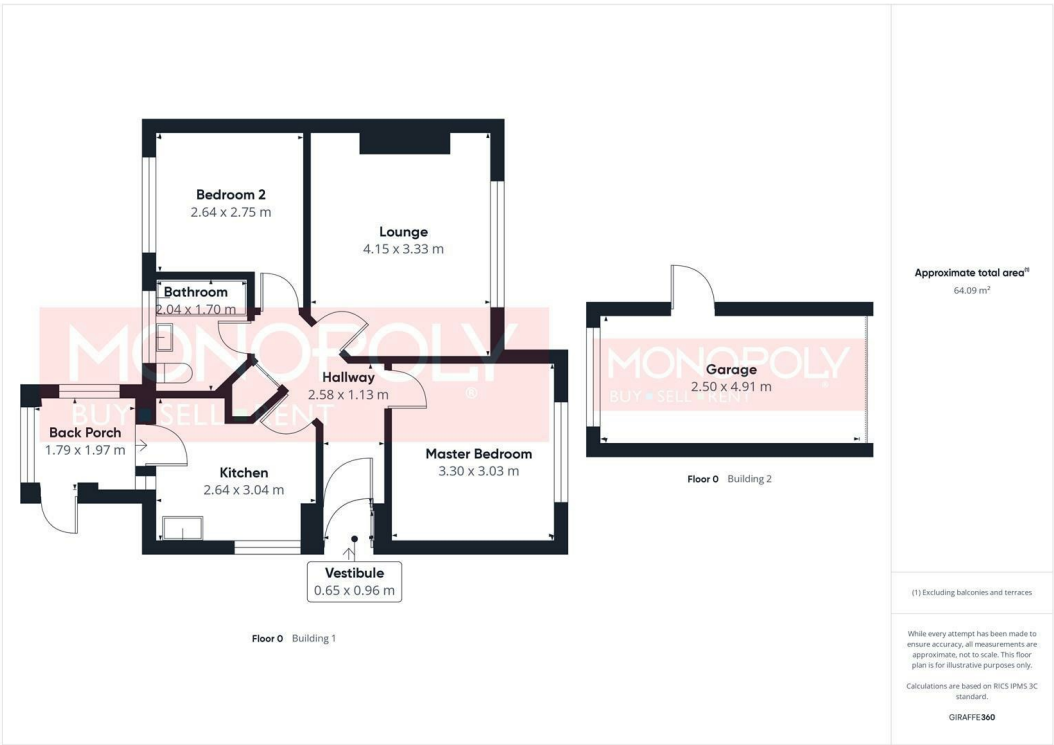 Bedroom 2
2.64 x 2.75 m
Lounge
4.15 x 3.33 m
Bathroom
2.04 x 1.70 m
MONOPOLY
®
BUY SELL RENT
Hallway
2.58 x 1.13 m
Back Porch
1.79 x 1.97 m
Kitchen
2.64 x 3.04 m
Master Bedroom
3.30 x 3.03 m
Vestibule
0.65 x 0.96 m
Floor 0 Building 1
MONOPOLY
®
BUY SELL RENT
Garage
2.50 x 4.91 m
Floor 0 Building 2
Approximate total area⁽¹⁾
64.09 m²
(1) Excluding balconies and terraces
While every attempt has been made to
ensure accuracy, all measurements are
approximate, not to scale. This floor
plan is for illustrative purposes only.
Calculations are based on RICS IPMS 3C
standard.
GIRAFFE360